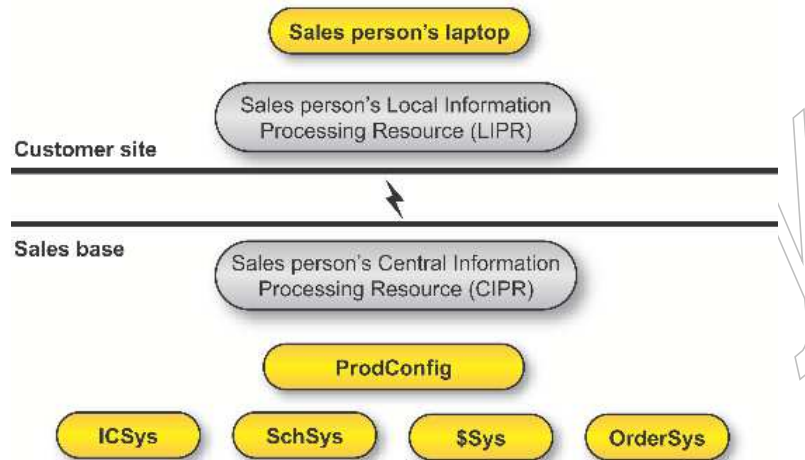 Sales person's laptop
Sales person's Local Information
Processing Resource (LIPR)
Customer site
Sales base
Sales person's Central Information
Processing Resource (CIPR)
ProdConfig
ICSys
SchSys
$Sys
OrderSys